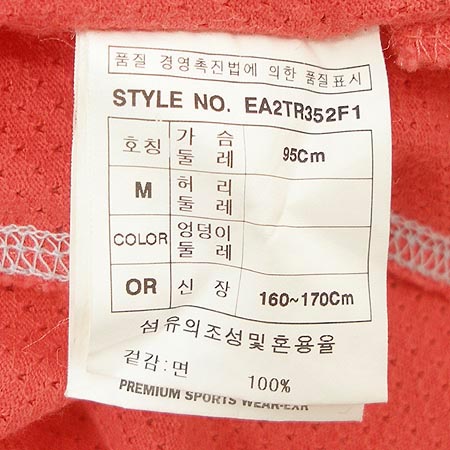 품질 경영촉진법에 의한 품질표시
STYLE NO. EA2TR352F1
호칭 가슴둘레 95Cm
M 허리둘레
COLOR 엉덩이둘레
OR 신장 160~170Cm
섬유의조성및혼용율
겉감:면 100%
PREMIUM SPORTS WEAR-EXR